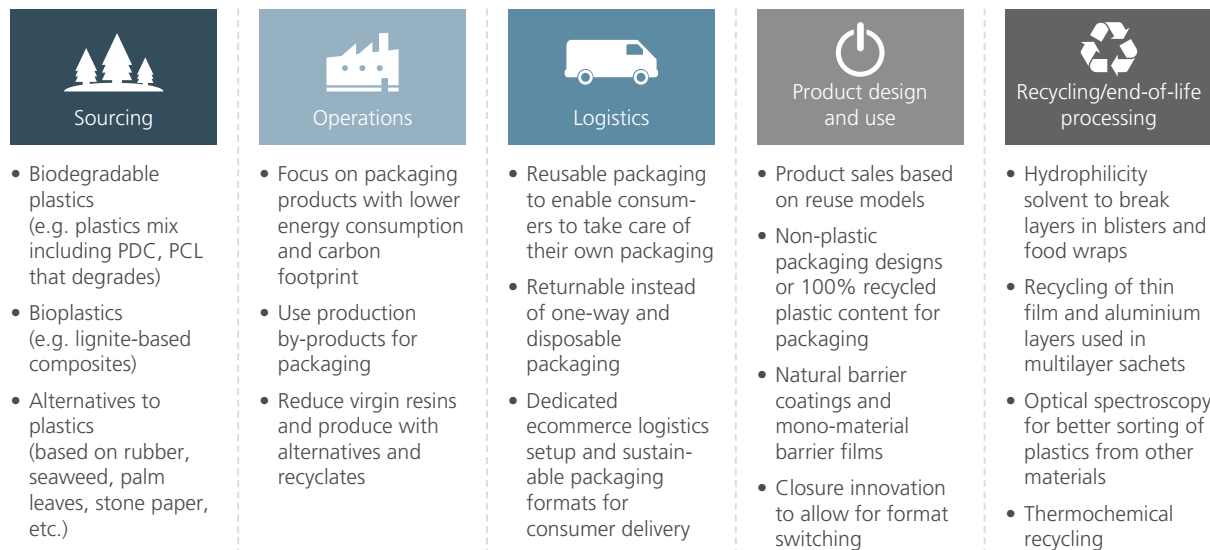 Sourcing
• Biodegradable
plastics
(e.g. plastics mix
including PDC, PCL
that degrades)
• Bioplastics
(e.g. lignite-based
composites)
• Alternatives to
plastics
(based on rubber,
seaweed, palm
leaves, stone paper,
etc.)
Operations
• Focus on packaging
products with lower
energy consumption
and carbon
footprint
• Use production
by-products for
packaging
• Reduce virgin resins
and produce with
alternatives and
recyclates
Logistics
• Reusable packaging
to enable consum-
ers to take care of
their own packaging
• Returnable instead
of one-way and
disposable
packaging
• Dedicated
ecommerce logistics
setup and sustain-
able packaging
formats for
consumer delivery
Product design
and use
• Product sales based
on reuse models
• Non-plastic
packaging designs
or 100% recycled
plastic content for
packaging
• Natural barrier
coatings and
mono-material
barrier films
• Closure innovation
to allow for format
switching
Recycling/end-of-life
processing
• Hydrophilicity
solvent to break
layers in blisters and
food wraps
• Recycling of thin
film and aluminium
layers used in
multilayer sachets
• Optical spectroscopy
for better sorting of
plastics from other
materials
• Thermochemical
recycling